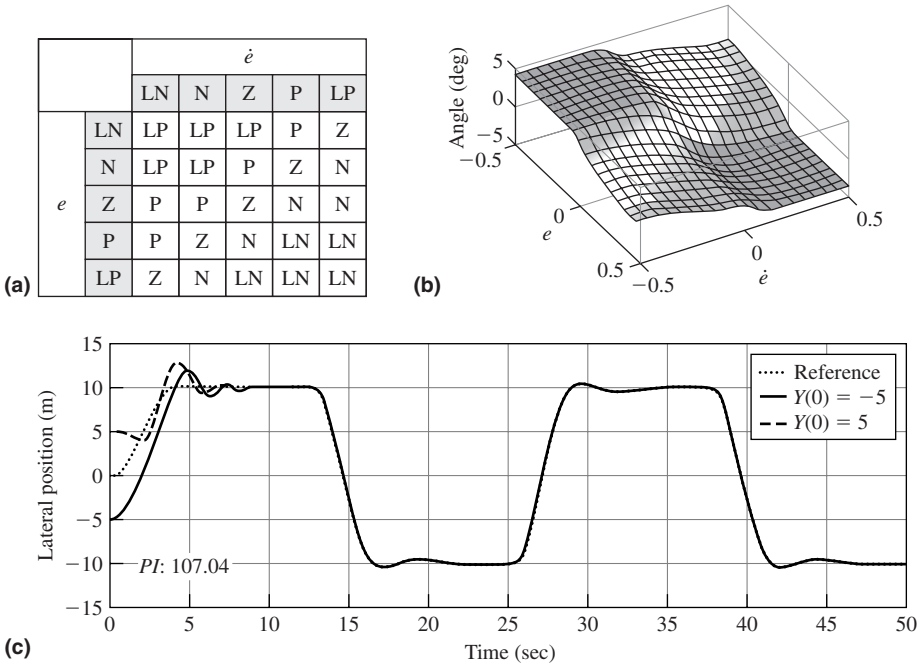 (a)
ė
LN N Z P LP
e
LN LP LP LP P Z
N LP LP P Z N
Z P P Z N N
P P Z N LN LN
LP Z N LN LN LN
(b)
Angle (deg)
5
0
−5
−0.5
e
0
0.5
−0.5
0
ė
0.5
(c)
Lateral position (m)
15
10
5
0
−5
−10
−15
PI: 107.04
Reference
Y(0) = −5
Y(0) = 5
0 5 10 15 20 25 30 35 40 45 50
Time (sec)